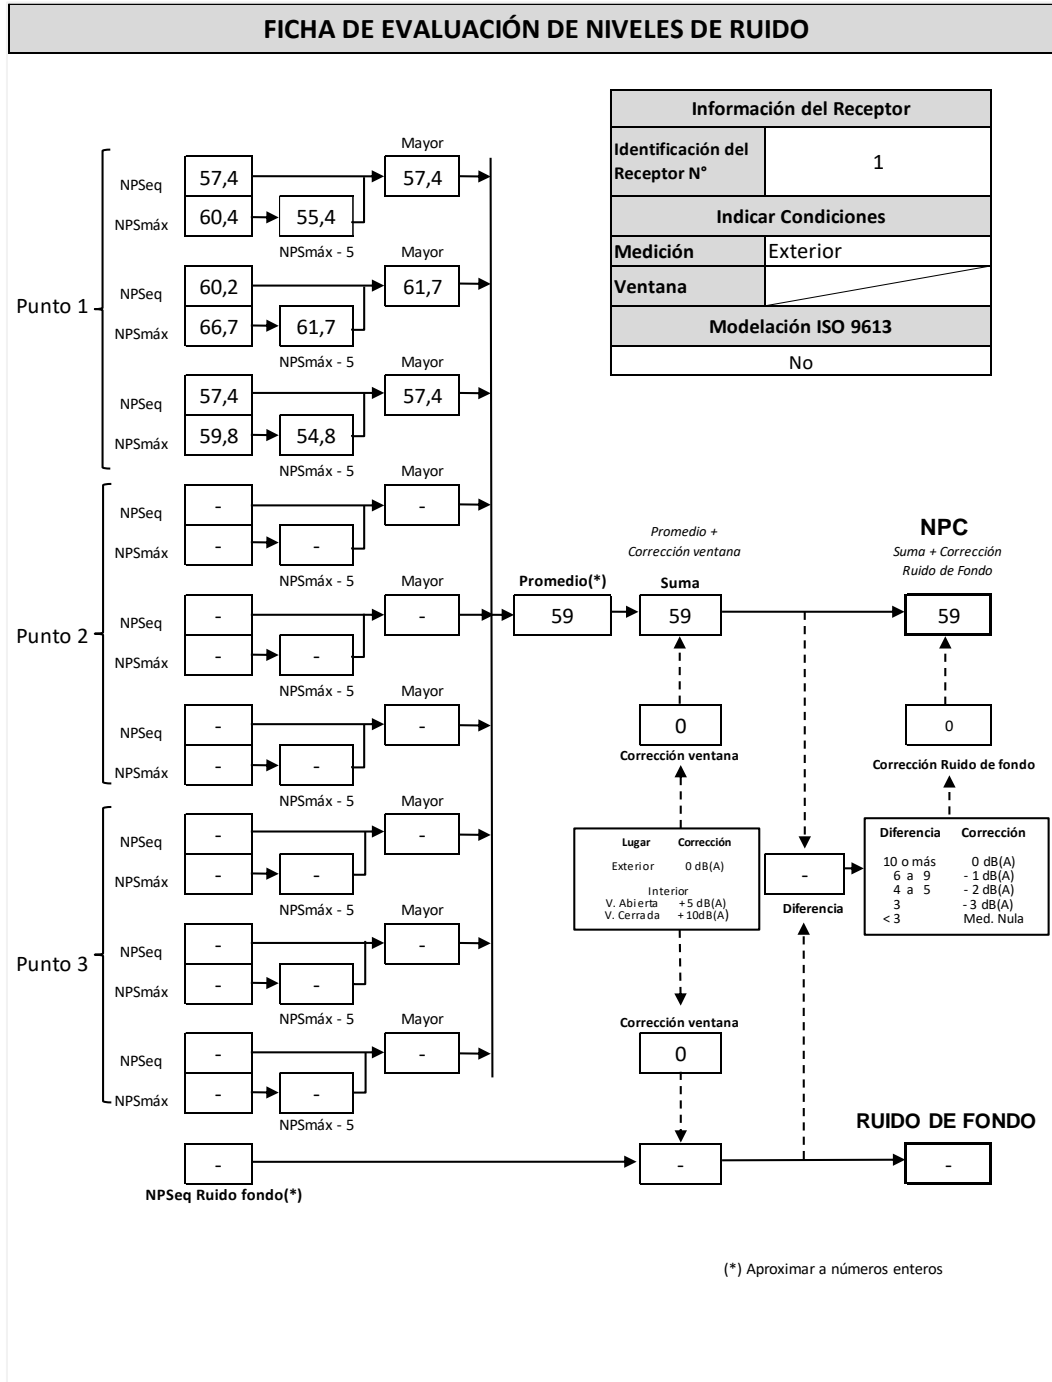 FICHA DE EVALUACIÓN DE NIVELES DE RUIDO
Información del Receptor
Identificación del Receptor N°
1
Indicar Condiciones
Medición Exterior
Ventana
Modelación ISO 9613
No
Punto 1
Mayor
NPSeq 57,4 57,4
NPSmáx 60,4 55,4
NPSmáx - 5
Mayor
NPSeq 60,2 61,7
NPSmáx 66,7 61,7
NPSmáx - 5
Mayor
NPSeq 57,4 57,4
NPSmáx 59,8 54,8
NPSmáx - 5
Punto 2
Mayor
NPSeq - -
NPSmáx - -
NPSmáx - 5
Mayor
NPSeq - -
NPSmáx - -
NPSmáx - 5
Mayor
NPSeq - -
NPSmáx - -
NPSmáx - 5
Punto 3
Mayor
NPSeq - -
NPSmáx - -
NPSmáx - 5
Mayor
NPSeq - -
NPSmáx - -
NPSmáx - 5
Mayor
NPSeq - -
NPSmáx - -
NPSmáx - 5
-
NPSeq Ruido fondo(*)
Promedio(*)
59
Promedio +
Corrección ventana
Suma
59
0
Corrección ventana
Lugar Corrección
Exterior 0 dB(A)
Interior
V. Abierta +5 dB(A)
V. Cerrada +10dB(A)
Corrección ventana
0
-
NPC
Suma + Corrección
Ruido de Fondo
59
0
Corrección Ruido de fondo
Diferencia Corrección
10 o más 0 dB(A)
6 a 9 - 1 dB(A)
4 a 5 - 2 dB(A)
3 - 3 dB(A)
< 3 Med. Nula
-
Diferencia
RUIDO DE FONDO
-
(*) Aproximar a números enteros